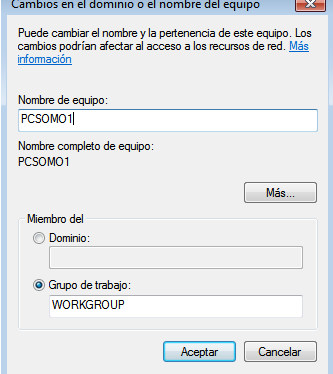 Cambios en el dominio o el nombre del equipo
Puede cambiar el nombre y la pertenencia de este equipo. Los
cambios podrían afectar al acceso a los recursos de red. Más
información
Nombre de equipo:
PCSOMO1
Nombre completo de equipo:
PCSOMO1
Más...
Miembro del
Dominio:
Grupo de trabajo:
WORKGROUP
Aceptar
Cancelar